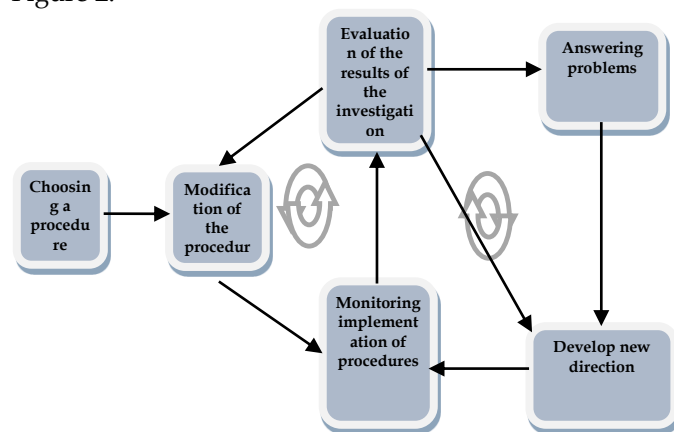 Figure 2.
Evaluatio
n of the
results of
the
investigati
on
Answering
problems
Choosin
g a
procedu
re
Modifica
tion of
the
procedur
Monitoring
implement
ation of
procedures
Develop new
direction